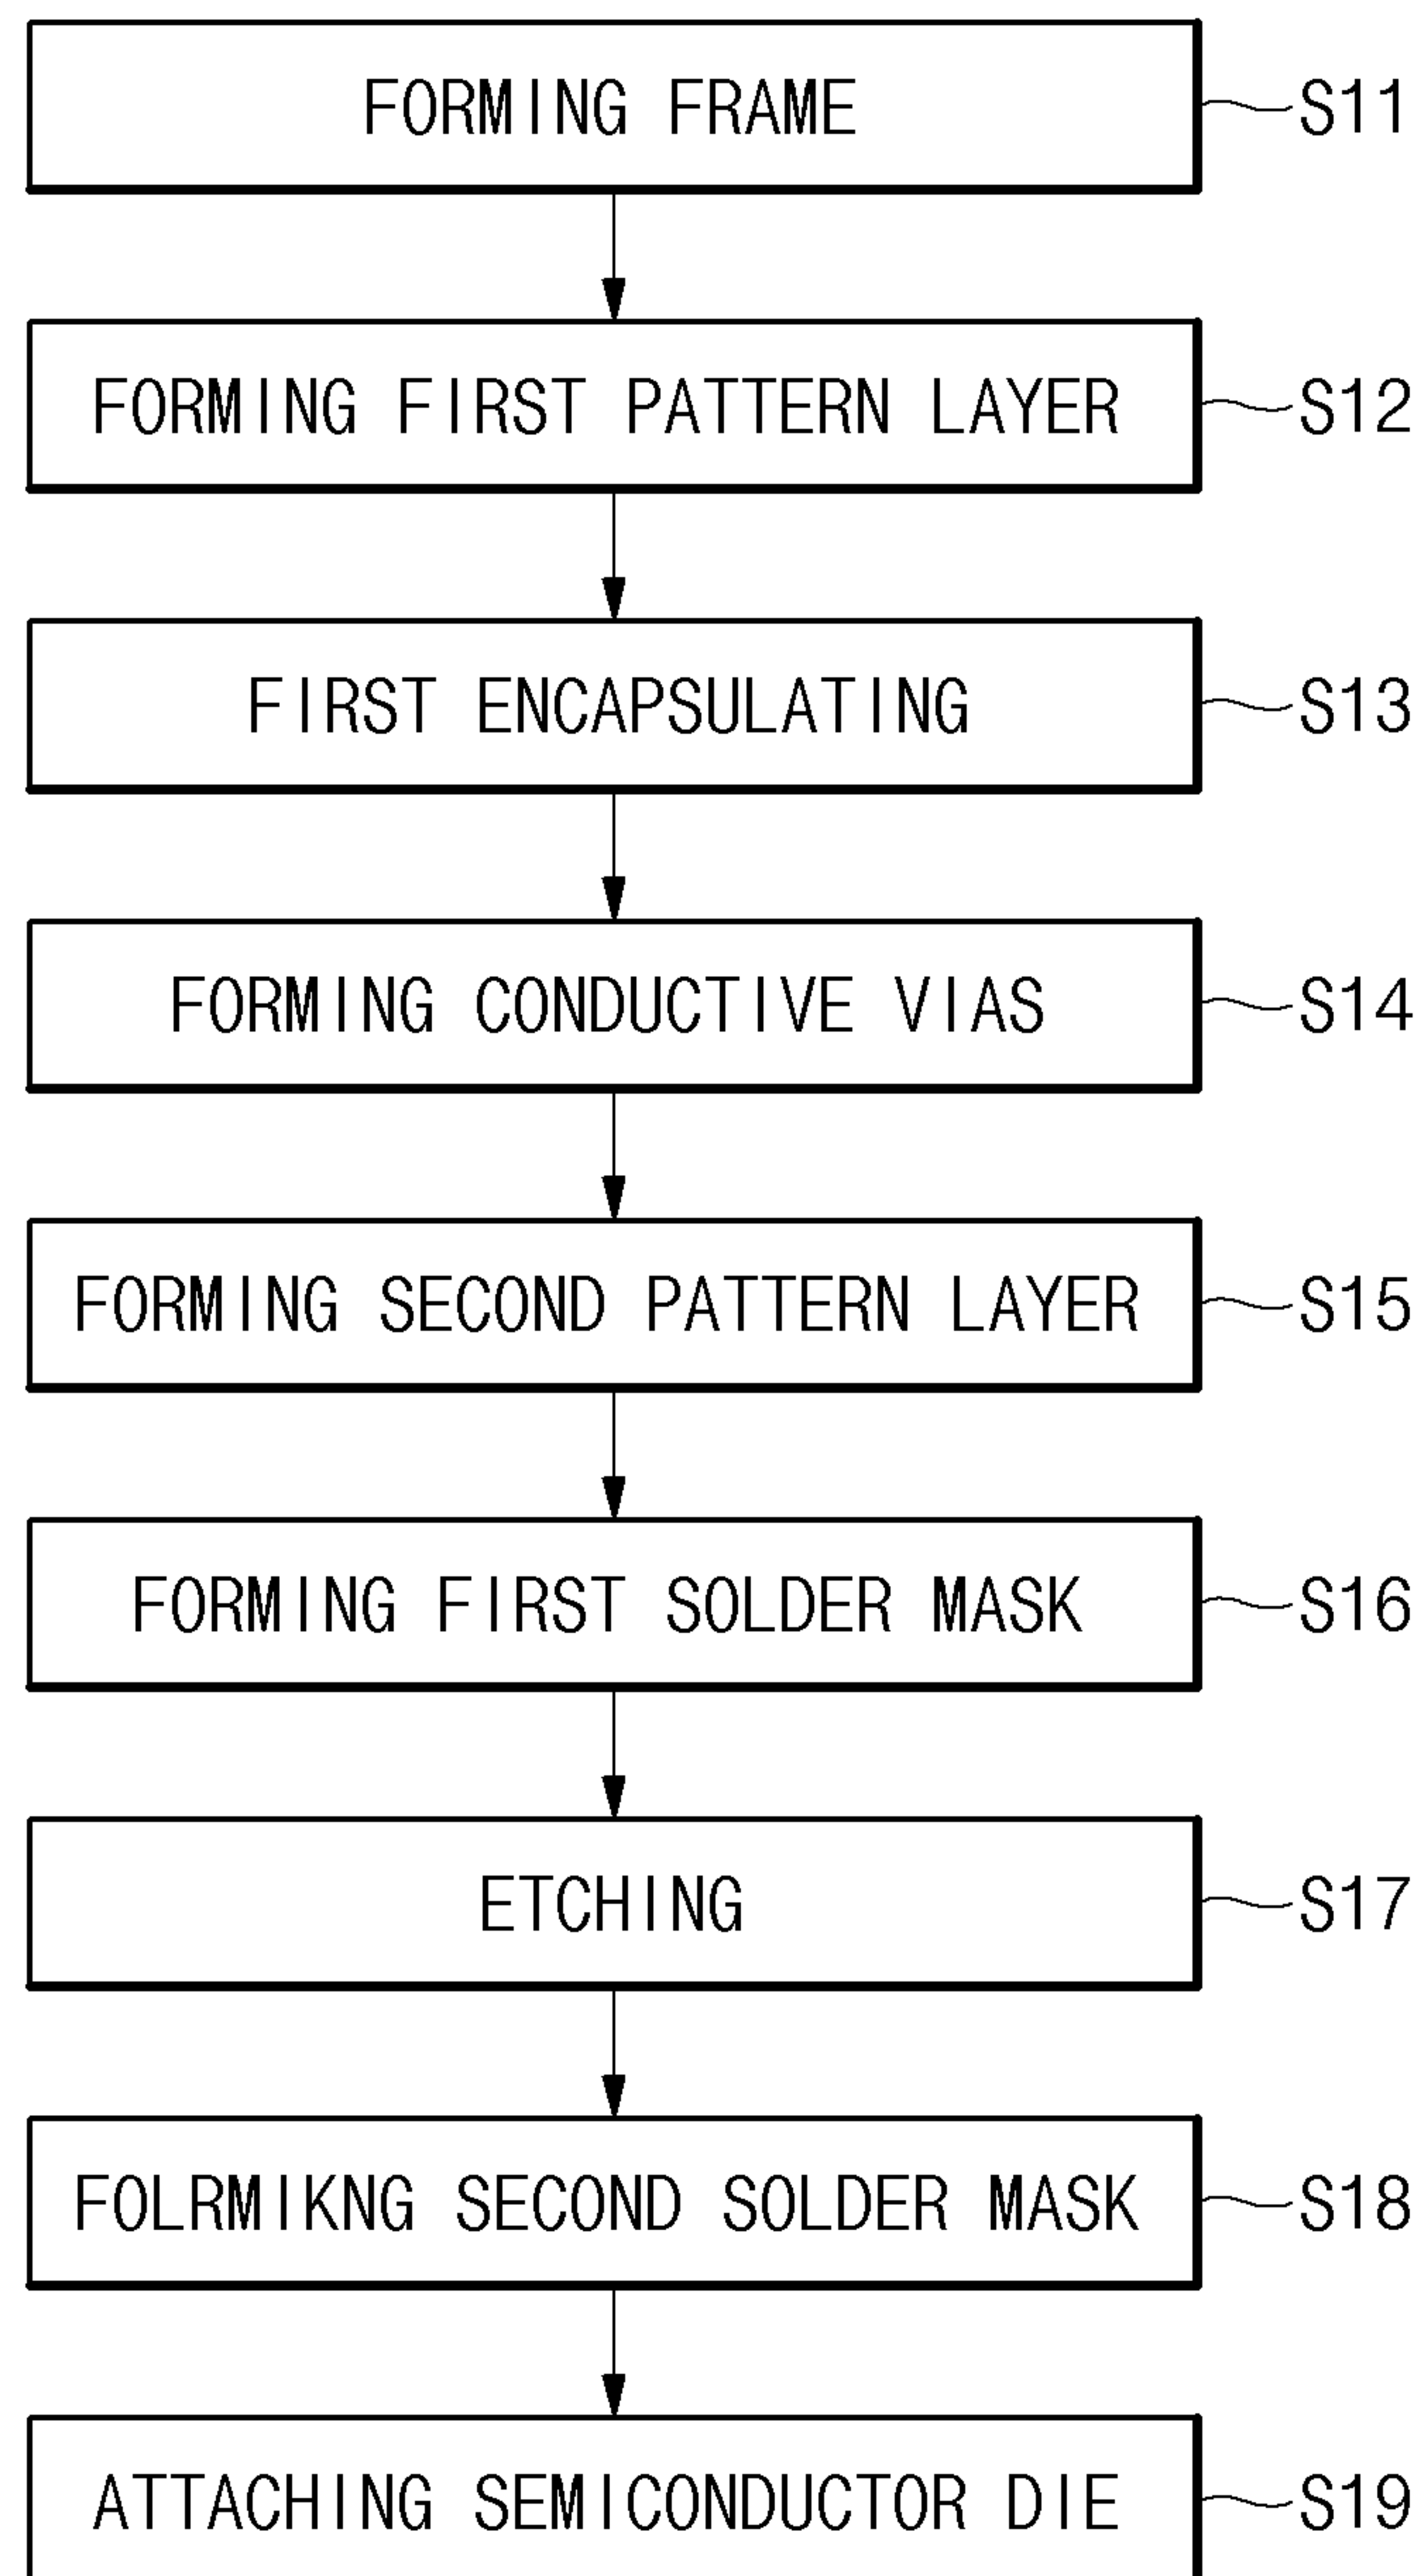 FORMING FRAME S11
FORMING FIRST PATTERN LAYER S12
FIRST ENCAPSULATING S13
FORMING CONDUCTIVE VIAS S14
FORMING SECOND PATTERN LAYER S15
FORMING FIRST SOLDER MASK S16
ETCHING S17
FOLRMIKNG SECOND SOLDER MASK S18
ATTACHING SEMICONDUCTOR DIE S19